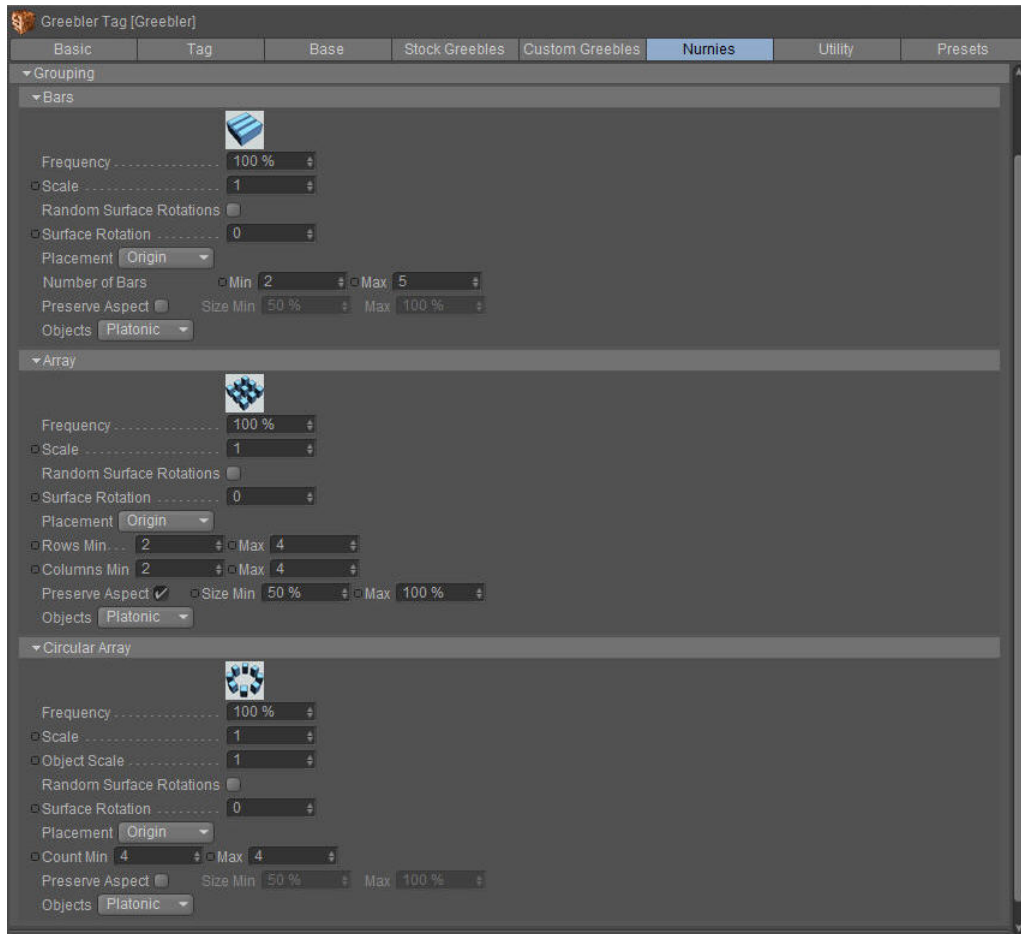 Greebler Tag [Greebler]
Basic Tag Base Stock Greebles Custom Greebles Nurnies Utility Presets
Grouping
Bars
Frequency 100 %
Scale 1
Random Surface Rotations
Surface Rotation 0
Placement Origin
Number of Bars Min 2 Max 5
Preserve Aspect Size Min 50 % Max 100 %
Objects Platonic
Array
Frequency 100 %
Scale 1
Random Surface Rotations
Surface Rotation 0
Placement Origin
Rows Min 2 Max 4
Columns Min 2 Max 4
Preserve Aspect Size Min 50 % Max 100 %
Objects Platonic
Circular Array
Frequency 100 %
Scale 1
Object Scale 1
Random Surface Rotations
Surface Rotation 0
Placement Origin
Count Min 4 Max 4
Preserve Aspect Size Min 50 % Max 100 %
Objects Platonic